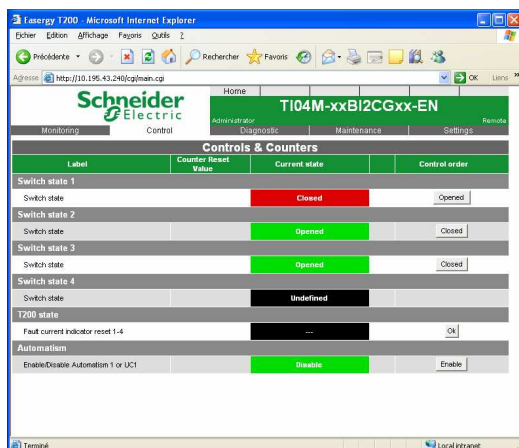 Easergy T200 - Microsoft Internet Explorer
Fichier Edition Affichage Favoris Outils ?
Précédente Rechercher Favoris
Adresse http://10.195.43.240/cgi/main.cgi OK Liens »
Schneider Electric
Home
TI04M-xxBI2CGxx-EN
Administrator Remote
Monitoring Control Diagnostic Maintenance Settings
Controls & Counters
Label Counter Reset Value Current state Control order
Switch state 1
Switch state Closed Opened
Switch state 2
Switch state Opened Closed
Switch state 3
Switch state Opened Closed
Switch state 4
Switch state Undefined
T200 state
Fault current indicator reset 1-4 --- Ok
Automatism
Enable/Disable Automatism 1 or UC1 Disable Enable
Terminé Local intranet